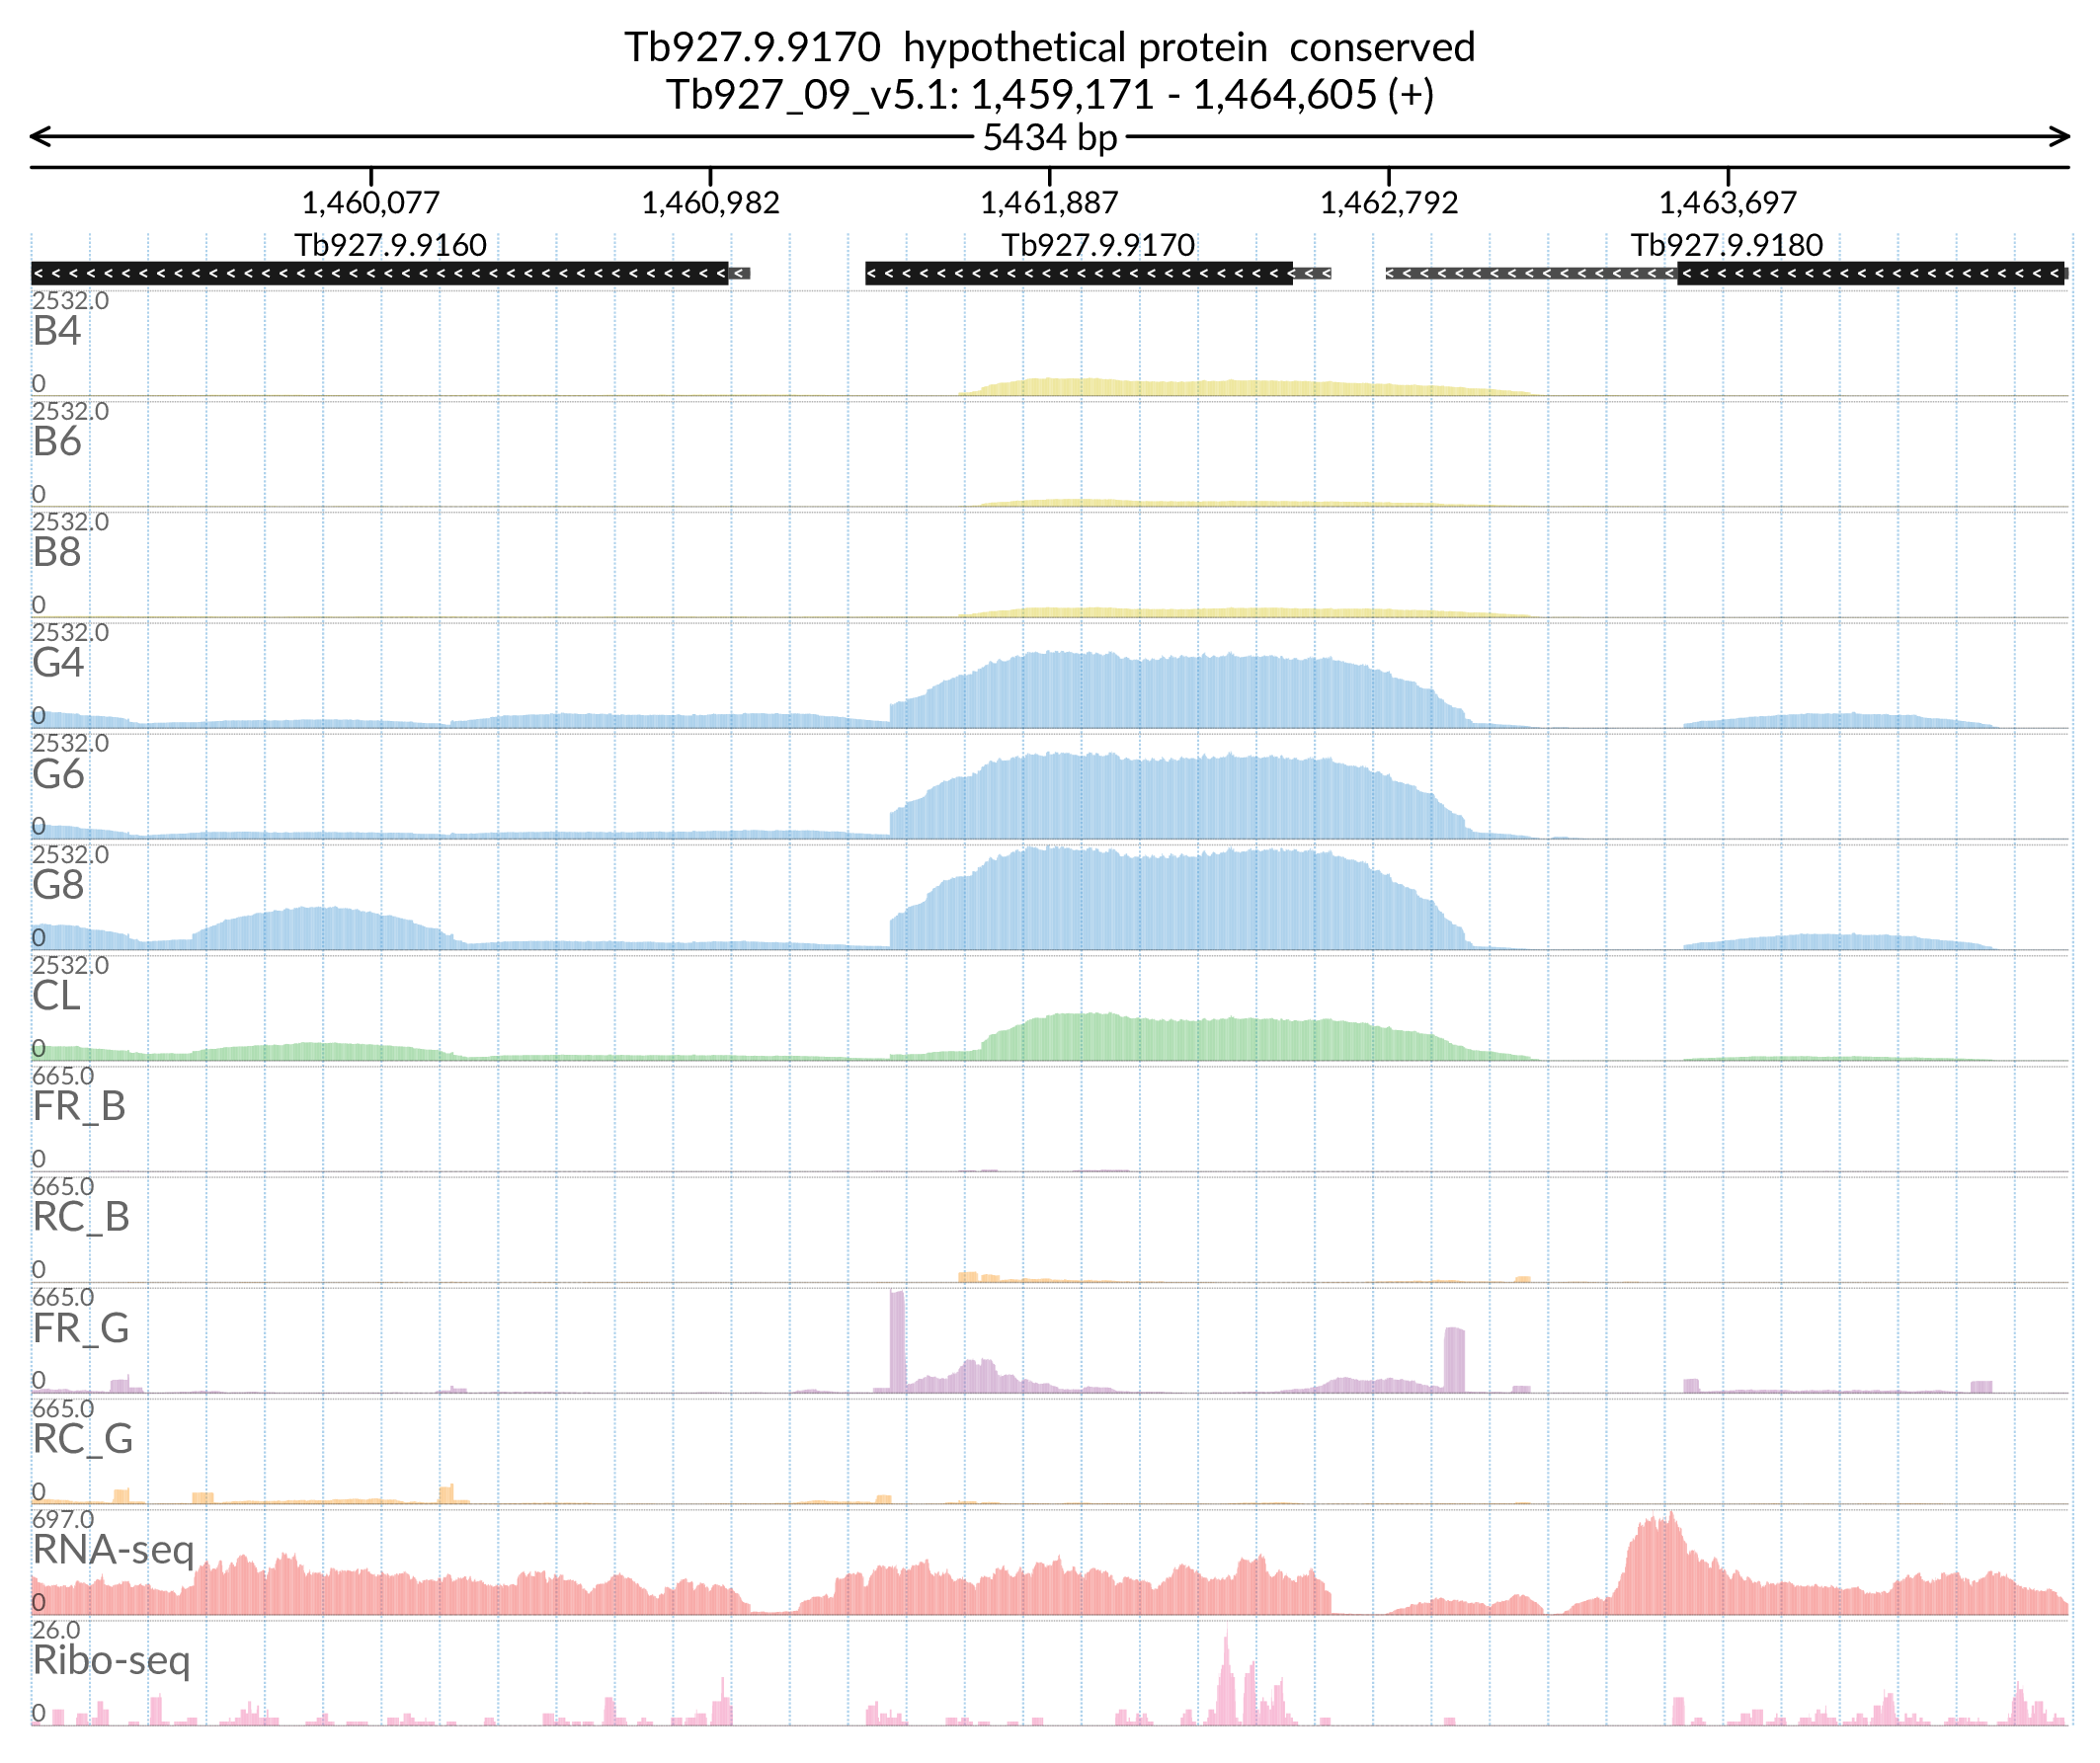 Tb927.9.9170 hypothetical protein conserved
Tb927_09_v5.1: 1,459,171 - 1,464,605 (+)
5434 bp
1,460,077 1,460,982 1,461,887 1,462,792 1,463,697
Tb927.9.9160 Tb927.9.9170 Tb927.9.9180
2532.0
B4
0
2532.0
B6
0
2532.0
B8
0
2532.0
G4
0
2532.0
G6
0
2532.0
G8
0
2532.0
CL
0
665.0
FR_B
0
665.0
RC_B
0
665.0
FR_G
0
665.0
RC_G
0
697.0
RNA-seq
0
26.0
Ribo-seq
0